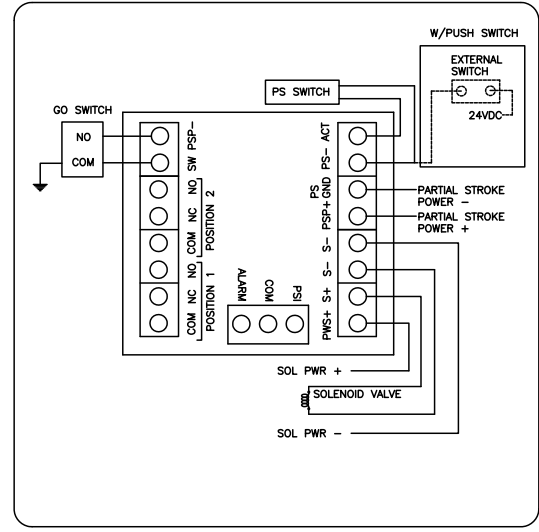 W/PUSH SWITCH
EXTERNAL
SWITCH
24VDC
PS SWITCH
GO SWITCH
NO
COM
SW PSP-
NO
NC
COM
POSITION 2
NO
NC
COM
POSITION 1
ALARM
COM
PSI
ACT
PS-
PS
GND
PSP+
S-
S-
S+
PWS+
PARTIAL STROKE
POWER -
PARTIAL STROKE
POWER +
SOL PWR +
SOLENOID VALVE
SOL PWR -